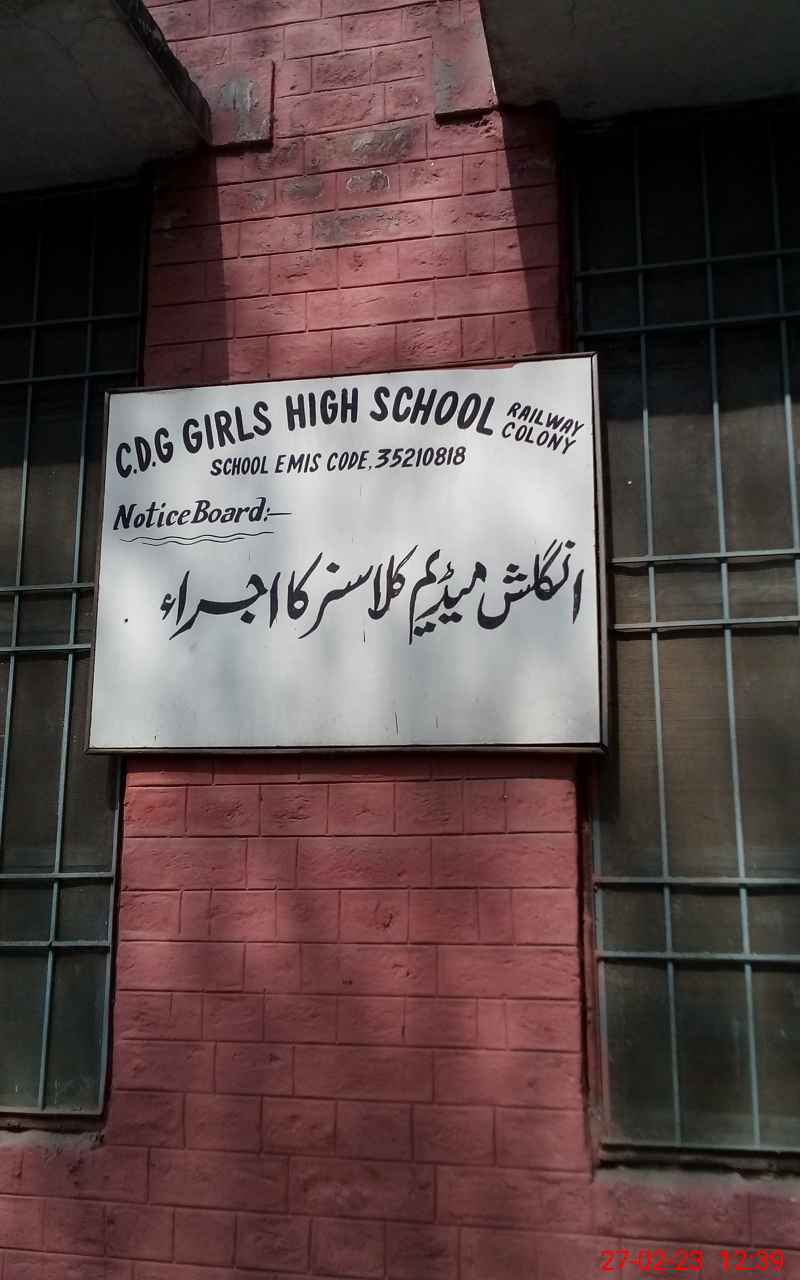 C.D.G GIRLS HIGH SCHOOL RAILWAY COLONY
SCHOOL EMIS CODE, 35210818
Notice Board:—
انگلش میڈیم کلاسز کا اجراء
27-02-23 12:39